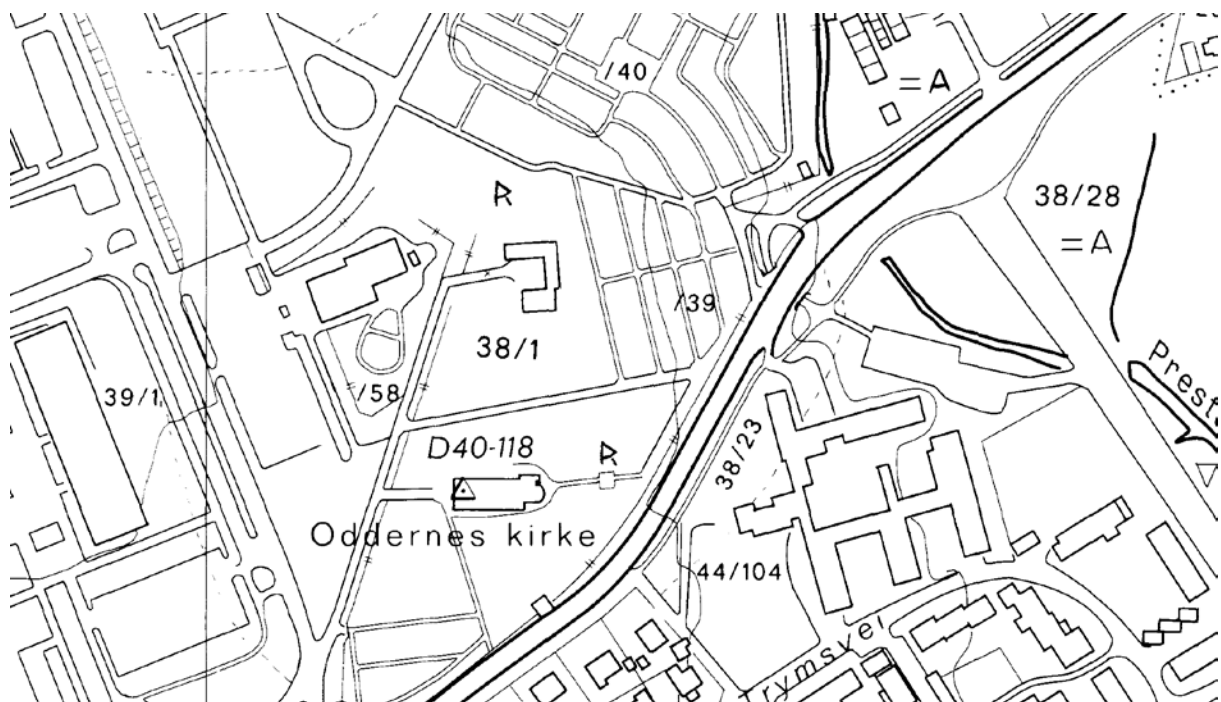 /40
= A
38/28
= A
R
/39
38/1
39/1
/58
Prest
D40-118
R
38/23
Oddernes kirke
44/104
Trymsvei